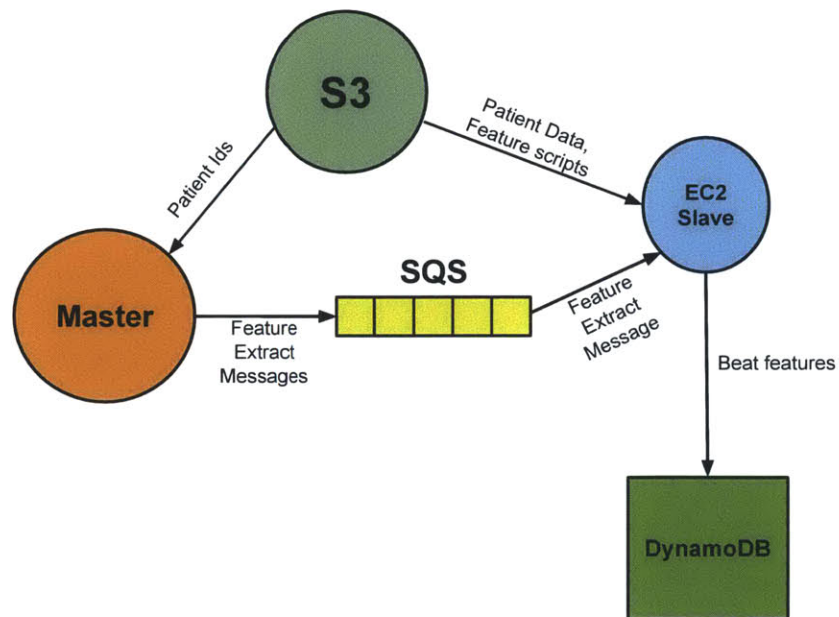 S3
Patient Data,
Feature scripts
Patient Ids
EC2
Slave
SQS
Master
Feature
Extract
Messages
Feature
Extract
Message
Beat features
DynamoDB